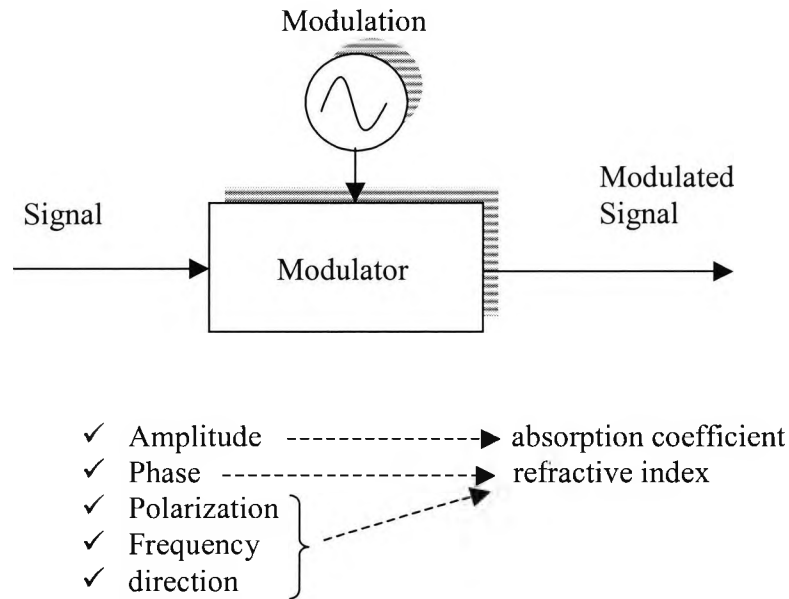 Modulation
Signal
Modulated
Signal
Modulator
✓ Amplitude absorption coefficient
✓ Phase refractive index
✓ Polarization
✓ Frequency
✓ direction